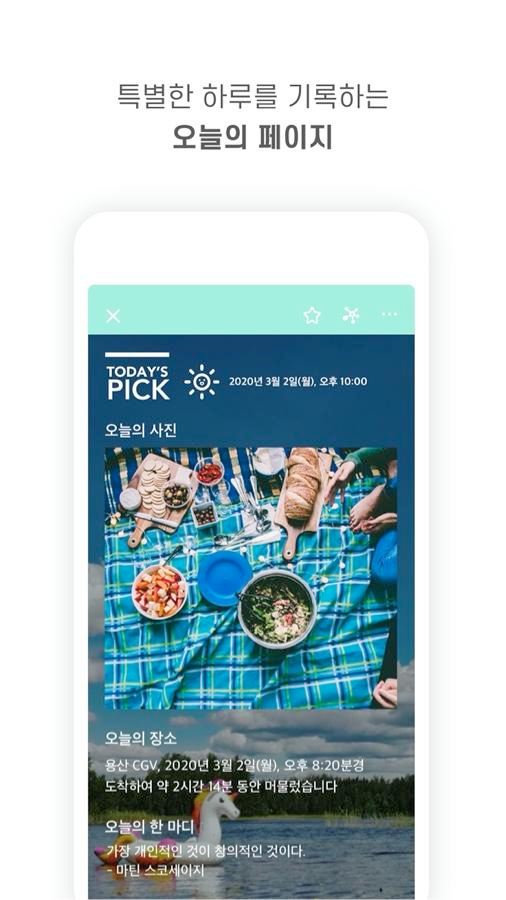 특별한 하루를 기록하는
오늘의 페이지
TODAY'S
PICK
2020년 3월 2일(월), 오후 10:00
오늘의 사진
오늘의 장소
용산 CGV, 2020년 3월 2일(월), 오후 8:20분경
도착하여 약 2시간 14분 동안 머물렀습니다
오늘의 한 마디
가장 개인적인 것이 창의적인 것이다.
- 마틴 스코세이지